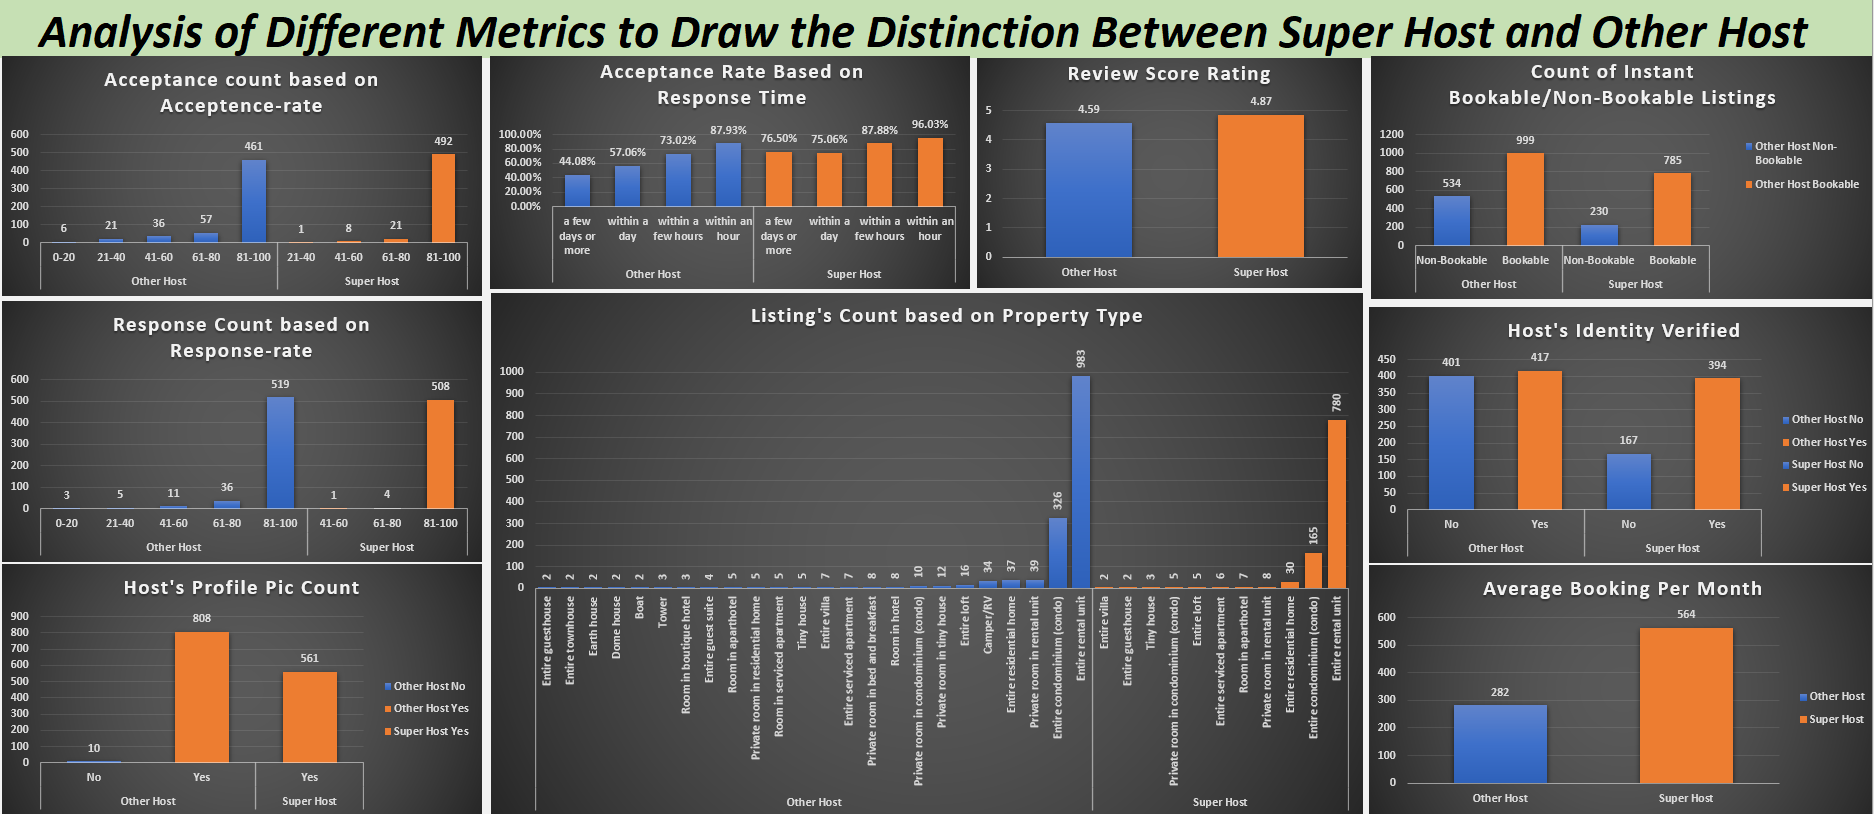 Analysis of Different Metrics to Draw the Distinction Between Super Host and Other Host
Acceptance count based on
Acceptence-rate
600
500
400
300
200
100
0
6
21
36
57
461
1
8
21
492
0-20
21-40
41-60
61-80
81-100
21-40
41-60
61-80
81-100
Other Host
Super Host
Acceptance Rate Based on
Response Time
100.00%
80.00%
60.00%
40.00%
20.00%
0.00%
44.08%
57.06%
73.02%
87.93%
76.50%
75.06%
87.88%
96.03%
a few
days or
more
within a
day
within a
few hours
within an
hour
a few
days or
more
within a
day
within a
few hours
within an
hour
Other Host
Super Host
Review Score Rating
5
4
3
2
1
0
4.59
4.87
Other Host
Super Host
Count of Instant
Bookable/Non-Bookable Listings
1200
1000
800
600
400
200
0
534
999
230
785
Non-Bookable
Bookable
Non-Bookable
Bookable
Other Host
Super Host
Other Host Non-
Bookable
Other Host Bookable
Response Count based on
Response-rate
600
500
400
300
200
100
0
3
5
11
36
519
1
4
508
0-20
21-40
41-60
61-80
81-100
41-60
61-80
81-100
Other Host
Super Host
Listing's Count based on Property Type
1000
900
800
700
600
500
400
300
200
100
0
2
2
2
2
2
3
3
4
5
5
5
7
7
8
8
10
12
16
34
37
39
326
983
2
2
3
5
5
6
7
8
30
165
780
Entire guesthouse
Entire townhouse
Earth house
Dome house
Boat
Tower
Room in boutique hotel
Entire guest suite
Room in aparthotel
Private room in residential home
Room in serviced apartment
Tiny house
Entire villa
Entire serviced apartment
Private room in bed and breakfast
Room in hotel
Private room in condominium (condo)
Private room in tiny house
Entire loft
Camper/RV
Entire residential home
Private room in rental unit
Entire condominium (condo)
Entire rental unit
Entire villa
Entire guesthouse
Tiny house
Private room in condominium (condo)
Entire loft
Entire serviced apartment
Room in aparthotel
Private room in rental unit
Entire residential home
Entire condominium (condo)
Entire rental unit
Other Host
Super Host
Host's Identity Verified
450
400
350
300
250
200
150
100
50
0
401
417
167
394
No
Yes
No
Yes
Other Host
Super Host
Other Host No
Other Host Yes
Super Host No
Super Host Yes
Host's Profile Pic Count
900
800
700
600
500
400
300
200
100
0
10
808
561
No
Yes
Yes
Other Host
Super Host
Other Host No
Other Host Yes
Super Host Yes
Average Booking Per Month
600
500
400
300
200
100
0
282
564
Other Host
Super Host
Other Host
Super Host